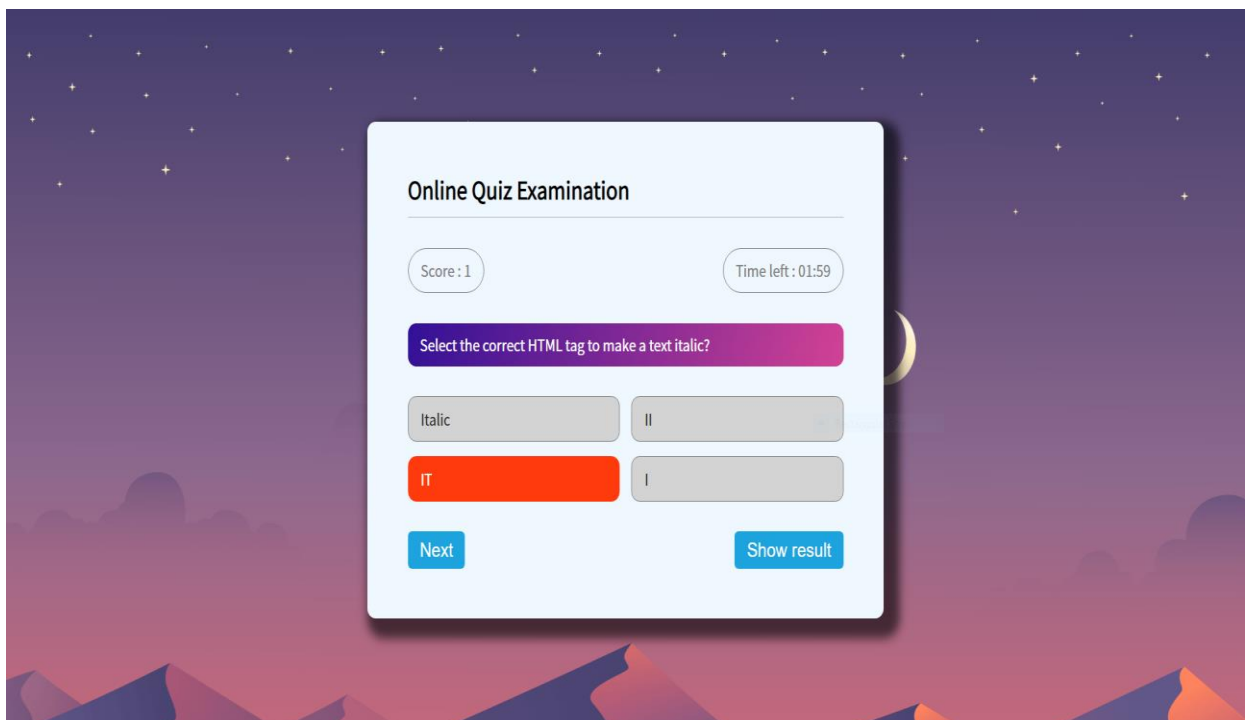 Online Quiz Examination
Score : 1
Time left : 01:59
Select the correct HTML tag to make a text italic?
Italic
II
IT
I
Next
Show result